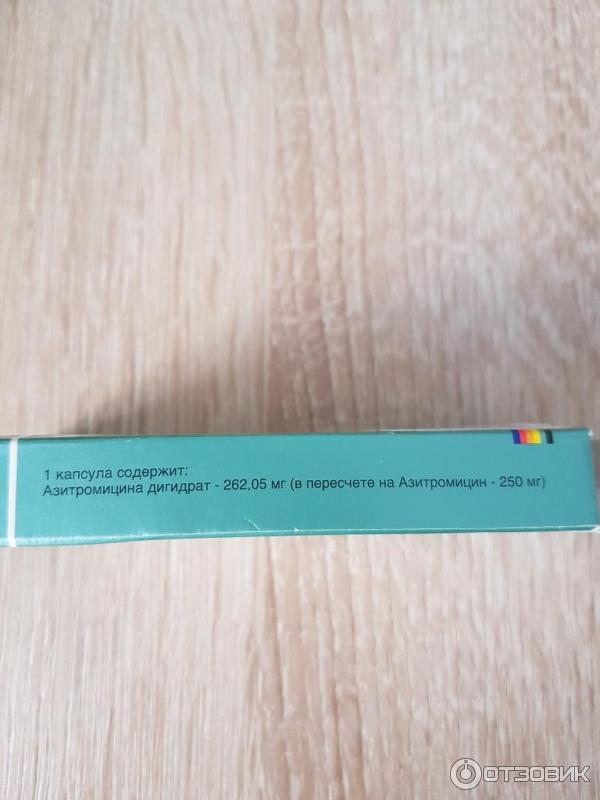 1 капсула содержит:
Азитромицина дигидрат - 262,05 мг (в пересчете на Азитромицин - 250 мг)
ОТЗОВИК